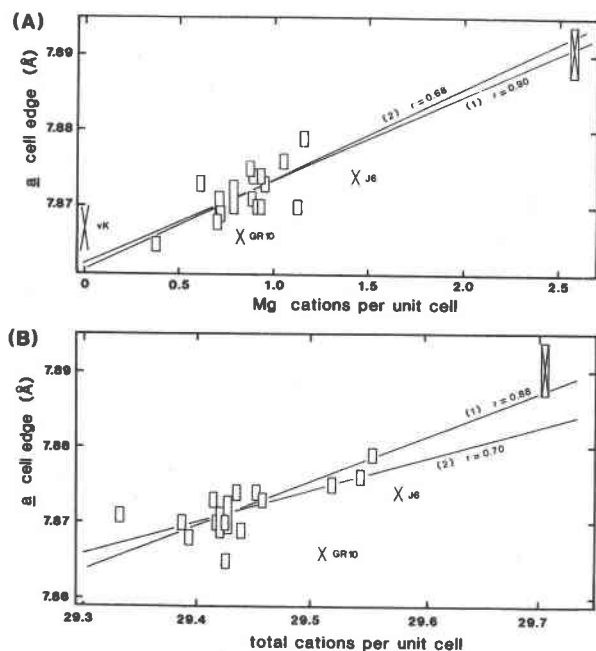 (A)
7.89
7.88
7.87
a cell edge (Å)
(2) r=0.68
(1) r=0.90
J6
vK
GR10
0 0.5 1.0 1.5 2.0 2.5
Mg cations per unit cell
(B)
7.89
7.88
7.87
7.86
a cell edge (Å)
(1) r=0.88
(2) r=0.70
J6
GR10
29.3 29.4 29.5 29.6 29.7
total cations per unit cell